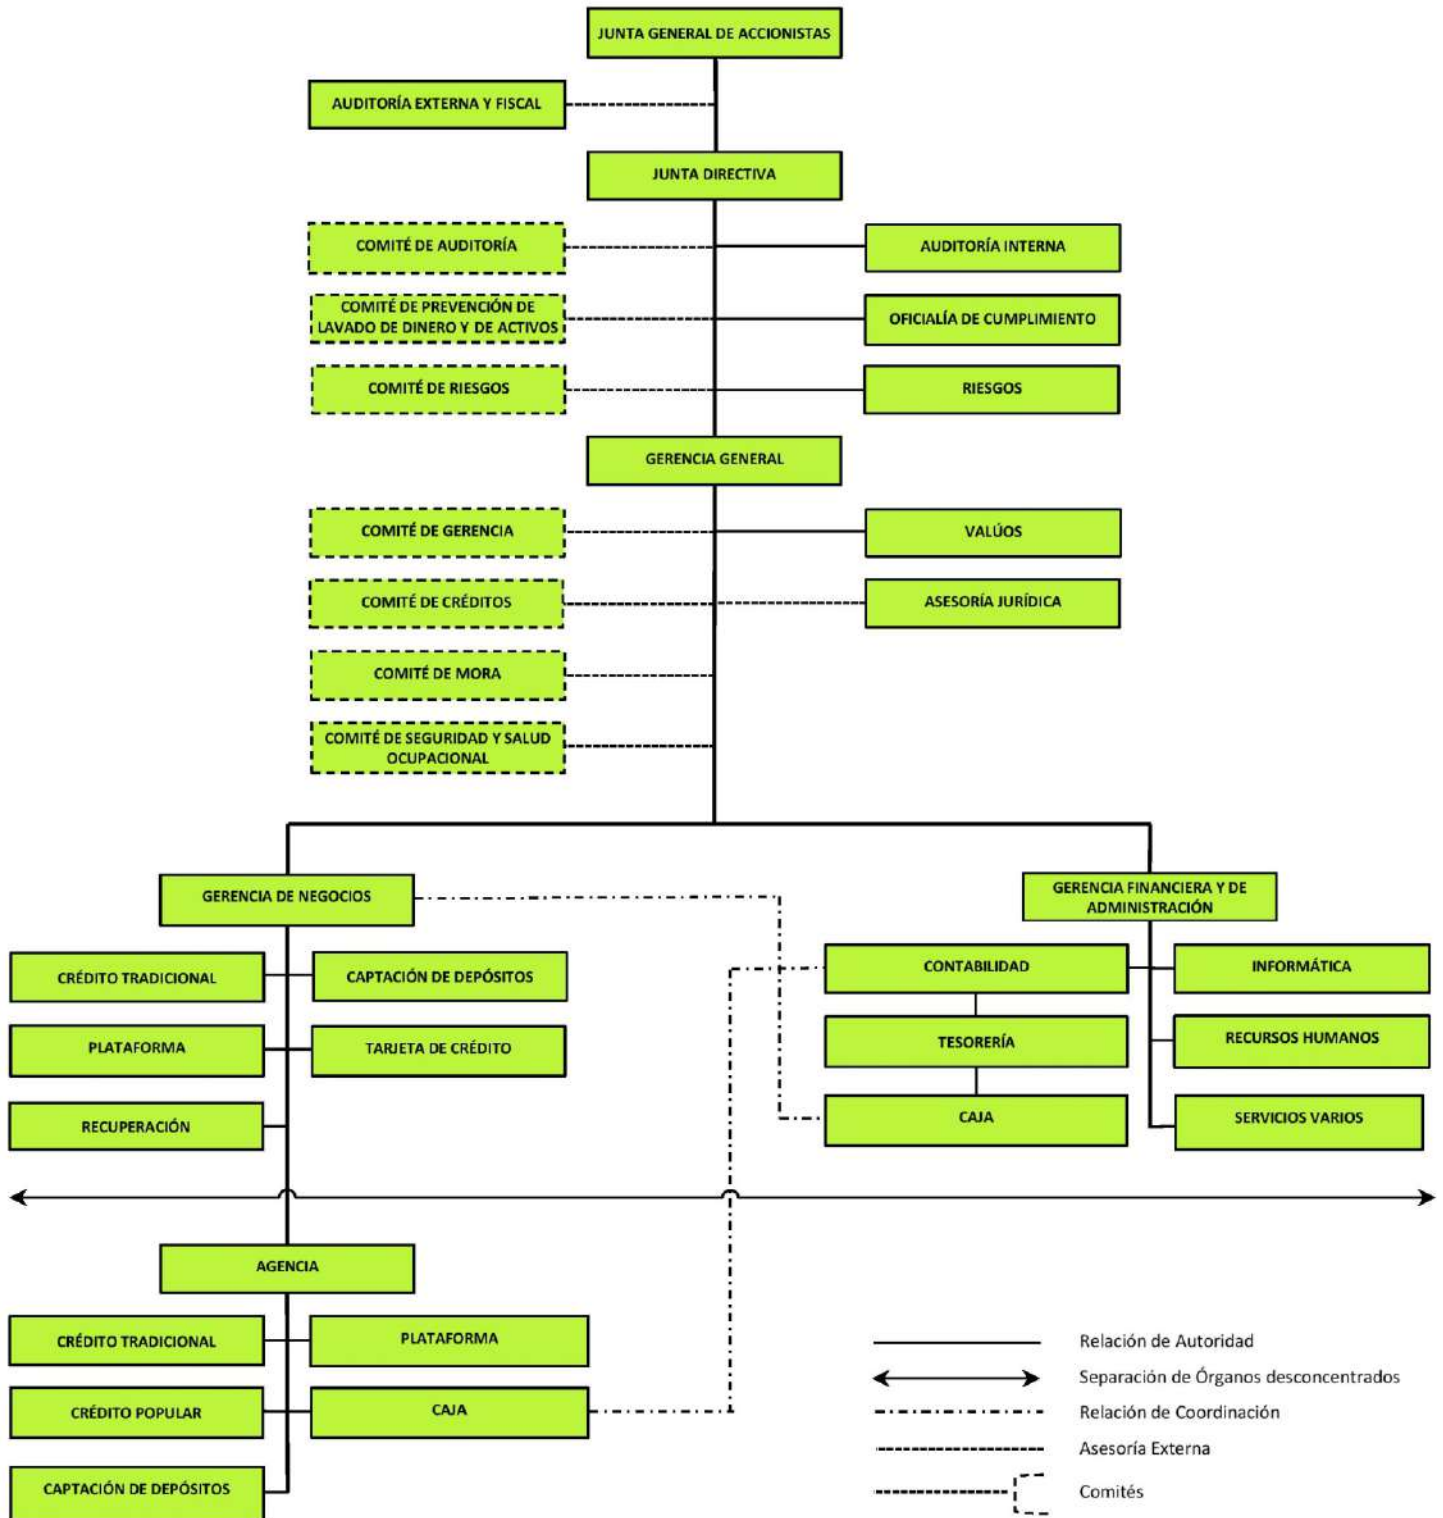 JUNTA GENERAL DE ACCIONISTAS
AUDITORÍA EXTERNA Y FISCAL
JUNTA DIRECTIVA
COMITÉ DE AUDITORÍA
AUDITORÍA INTERNA
COMITÉ DE PREVENCIÓN DE
LAVADO DE DINERO Y DE ACTIVOS
OFICIALÍA DE CUMPLIMIENTO
COMITÉ DE RIESGOS
RIESGOS
GERENCIA GENERAL
COMITÉ DE GERENCIA
VALÚOS
COMITÉ DE CRÉDITOS
ASESORÍA JURÍDICA
COMITÉ DE MORA
COMITÉ DE SEGURIDAD Y SALUD
OCUPACIONAL
GERENCIA DE NEGOCIOS
GERENCIA FINANCIERA Y DE
ADMINISTRACIÓN
CRÉDITO TRADICIONAL
CAPTACIÓN DE DEPÓSITOS
CONTABILIDAD
INFORMÁTICA
PLATAFORMA
TARJETA DE CRÉDITO
TESORERÍA
RECURSOS HUMANOS
RECUPERACIÓN
CAJA
SERVICIOS VARIOS
AGENCIA
CRÉDITO TRADICIONAL
PLATAFORMA
CRÉDITO POPULAR
CAJA
CAPTACIÓN DE DEPÓSITOS
Relación de Autoridad
Separación de Órganos desconcentrados
Relación de Coordinación
Asesoría Externa
Comités